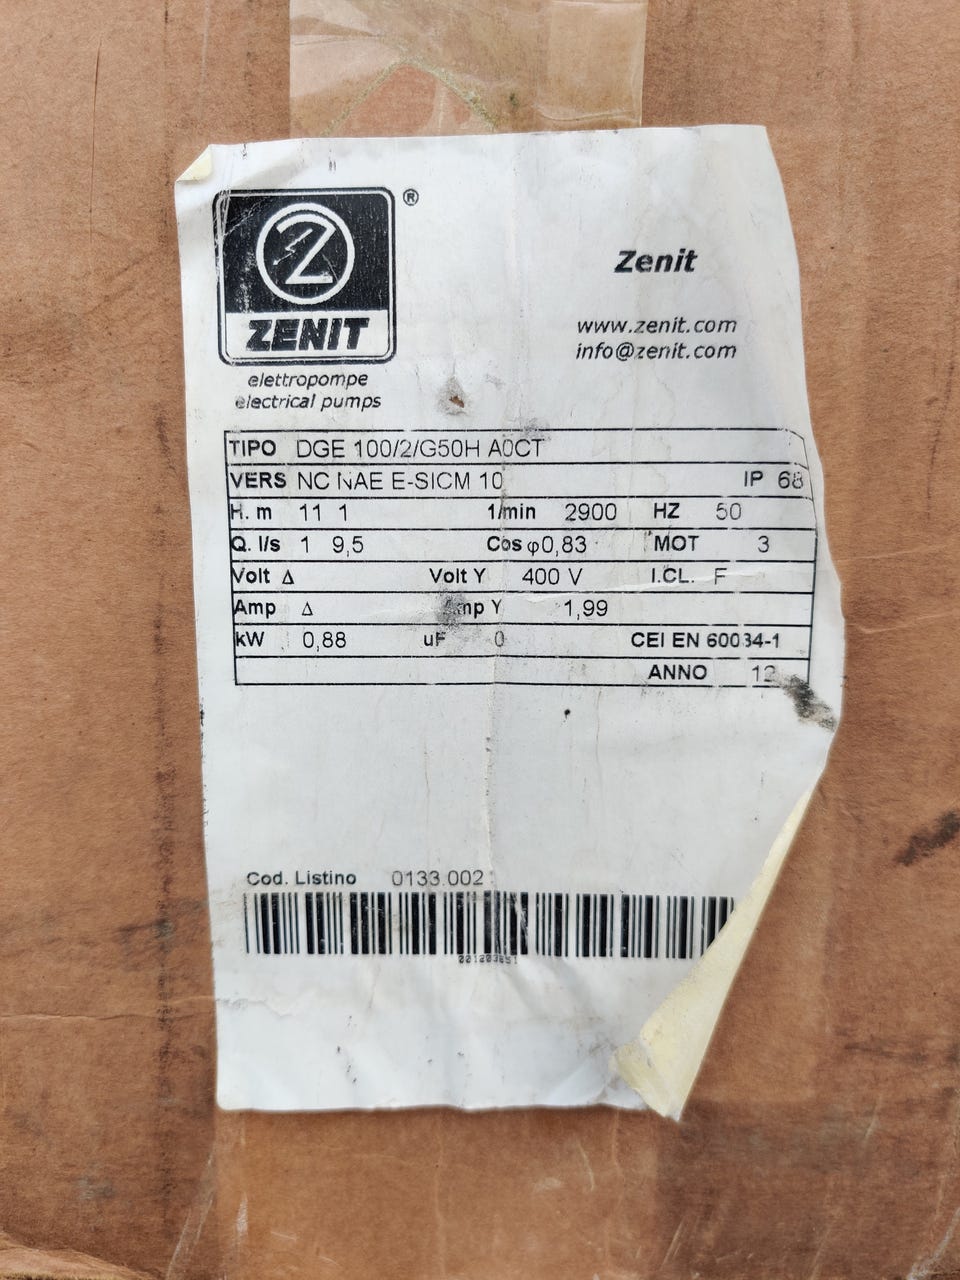 ®
Z
ZENIT
elettropompe
electrical pumps
Zenit
www.zenit.com
info@zenit.com
TIPO DGE 100/2/G50H A0CT
VERS NC NAE E-SICM 10 IP 68
H. m 11 1 1/min 2900 HZ 50
Q. l/s 1 9,5 Cos φ0,83 MOT 3
Volt Δ Volt Y 400 V I.CL. F
Amp Δ Amp Y 1,99
kW 0,88 uF 0 CEI EN 60034-1
ANNO 12
Cod. Listino 0133.002